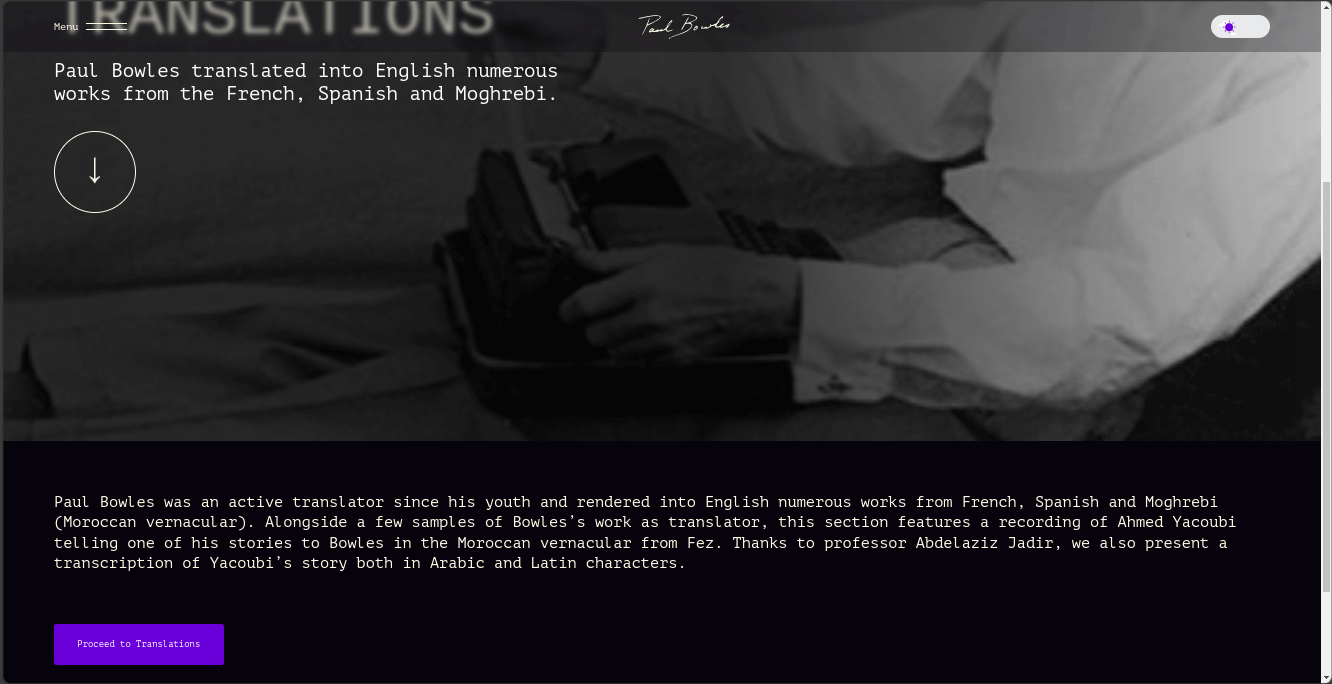 TRANSLATIONS
Menu
Paul Bowles
Paul Bowles translated into English numerous
works from the French, Spanish and Moghrebi.
Paul Bowles was an active translator since his youth and rendered into English numerous works from French, Spanish and Moghrebi
(Moroccan vernacular). Alongside a few samples of Bowles’s work as translator, this section features a recording of Ahmed Yacoubi
telling one of his stories to Bowles in the Moroccan vernacular from Fez. Thanks to professor Abdelaziz Jadir, we also present a
transcription of Yacoubi’s story both in Arabic and Latin characters.
Proceed to Translations